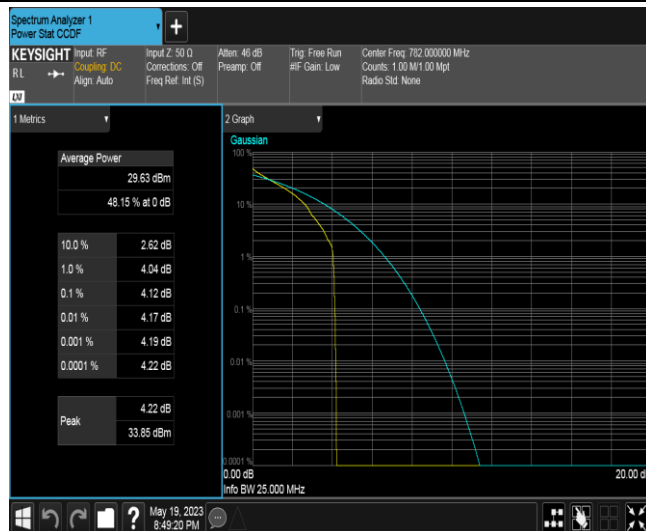 Spectrum Analyzer 1
Power Stat CCDF
+
KEYSIGHT
RL
LXI
Input: RF
Coupling: DC
Align: Auto
Input Z: 50 Ω
Corrections: Off
Freq Ref: Int (S)
Atten: 46 dB
Preamp: Off
Trig: Free Run
#IF Gain: Low
Center Freq: 782.000000 MHz
Counts: 1.00 M/1.00 Mpt
Radio Std: None
1 Metrics
Average Power
29.63 dBm
48.15 % at 0 dB
10.0 % 2.62 dB
1.0 % 4.04 dB
0.1 % 4.12 dB
0.01 % 4.17 dB
0.001 % 4.19 dB
0.0001 % 4.22 dB
Peak
4.22 dB
33.85 dBm
2 Graph
Gaussian
100 %
10 %
1 %
0.1 %
0.01 %
0.001 %
0.0001 %
0.00 dB
20.00 d
Info BW 25.000 MHz
?
May 19, 2023
8:49:20 PM